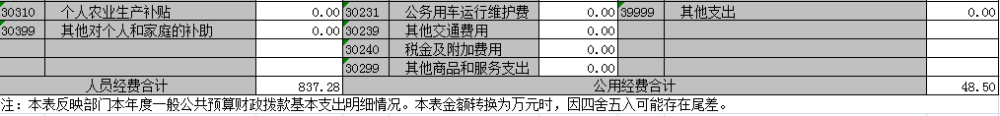 30310 个人农业生产补贴 0.00 30231 公务用车运行维护费 0.00 39999 其他支出 0.00
30399 其他对个人和家庭的补助 0.00 30239 其他交通费用 0.00
30240 税金及附加费用 0.00
30299 其他商品和服务支出 0.00
人员经费合计 837.28 公用经费合计 48.50
注：本表反映部门本年度一般公共预算财政拨款基本支出明细情况。本表金额转换为万元时，因四舍五入可能存在尾差。